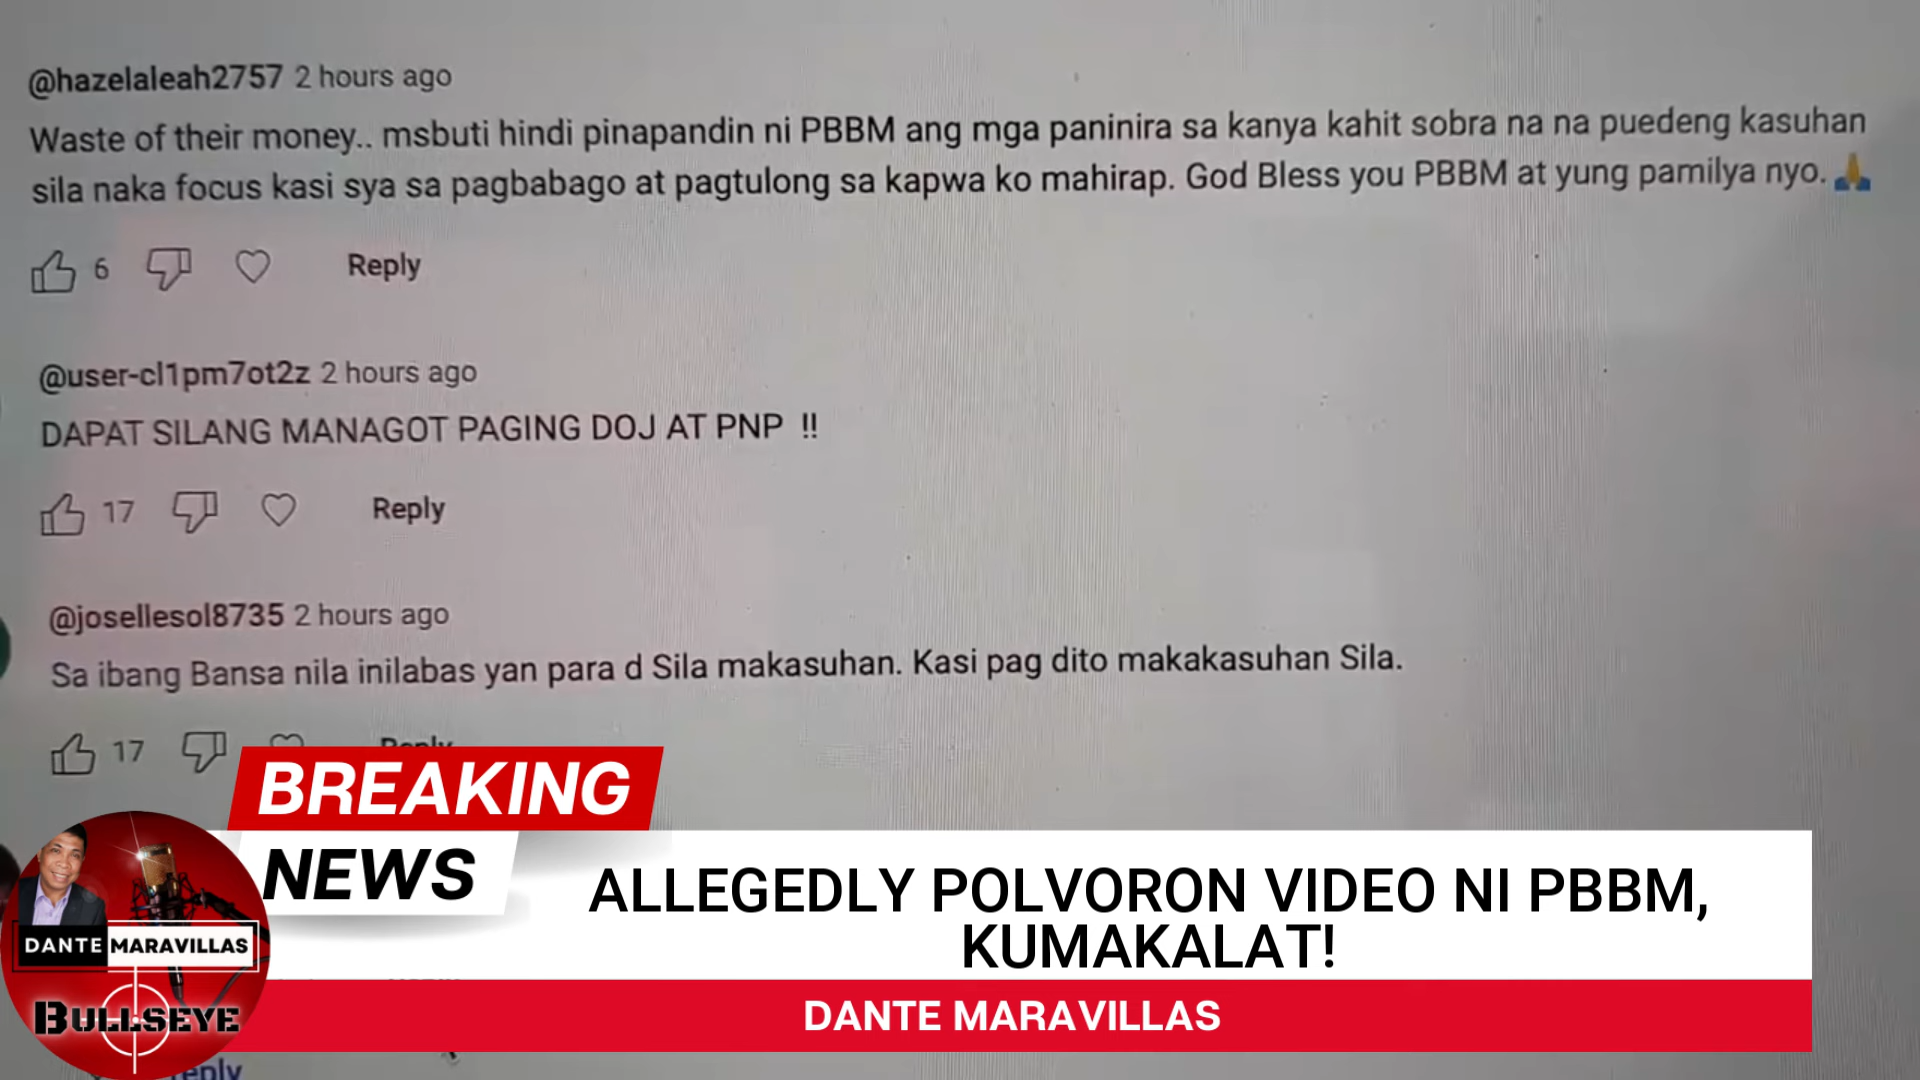 @hazelaleah2757 2 hours ago
Waste of their money.. msbuti hindi pinapandin ni PBBM ang mga paninira sa kanya kahit sobra na na puedeng kasuhan
sila naka focus kasi sya sa pagbabago at pagtulong sa kapwa ko mahirap. God Bless you PBBM at yung pamilya nyo. 🙏
6 Reply
@user-cl1pm7ot2z 2 hours ago
DAPAT SILANG MANAGOT PAGING DOJ AT PNP !!
17 Reply
@josellesol8735 2 hours ago
Sa ibang Bansa nila inilabas yan para d Sila makasuhan. Kasi pag dito makakasuhan Sila.
17 Reply
BREAKING
NEWS
ALLEGEDLY POLVORON VIDEO NI PBBM,
KUMAKALAT!
DANTE MARAVILLAS
DANTE MARAVILLAS
BULLSEYE